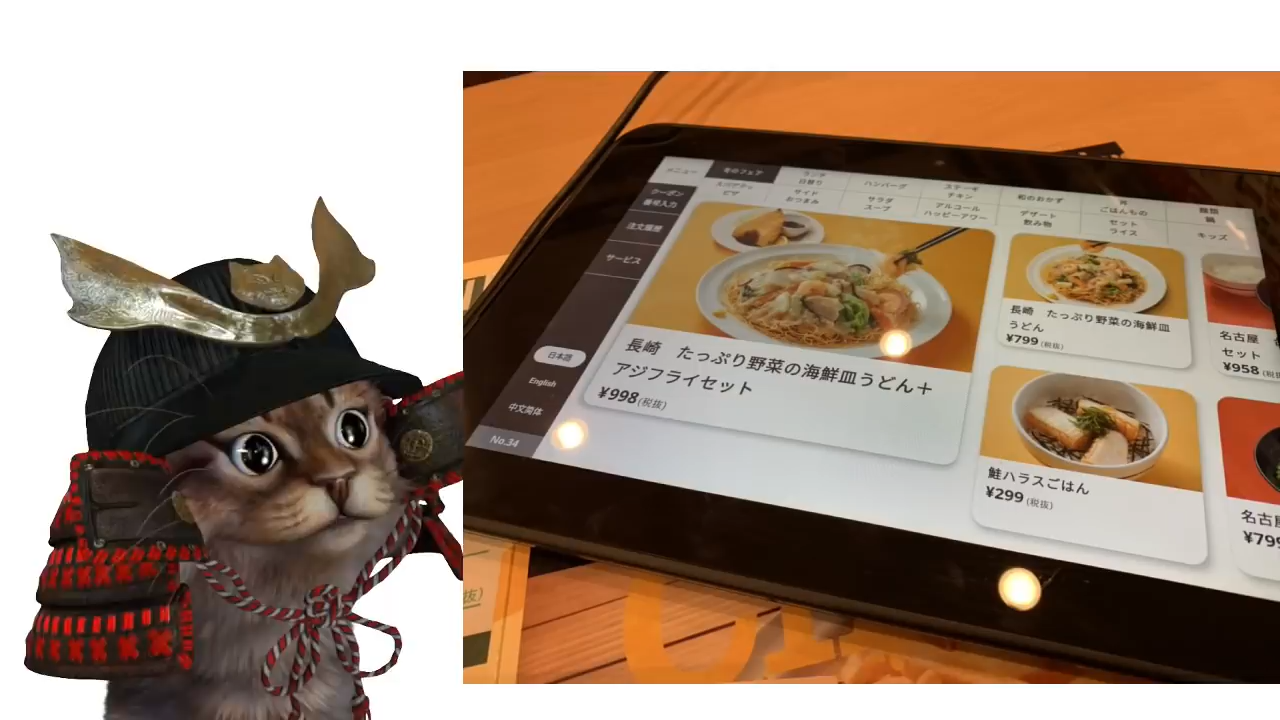 メニュー
冬のフェア
ランチ
日替り
ハンバーグ
ステーキ
チキン
和のおかず
丼
ごはんもの
麺類
鍋
ピザ
サイド
おつまみ
サラダ
スープ
アルコール
ハッピーアワー
デザート
飲み物
セット
ライス
キッズ
クーポン
番号入力
注文履歴
サービス
日本語
English
中文简体
No.34
長崎 たっぷり野菜の海鮮皿うどん+
アジフライセット
¥998(税抜)
長崎 たっぷり野菜の海鮮皿
うどん
¥799(税抜)
鮭ハラスごはん
¥299(税抜)
名古屋
セット
¥958(税抜
名古屋
¥799
税)